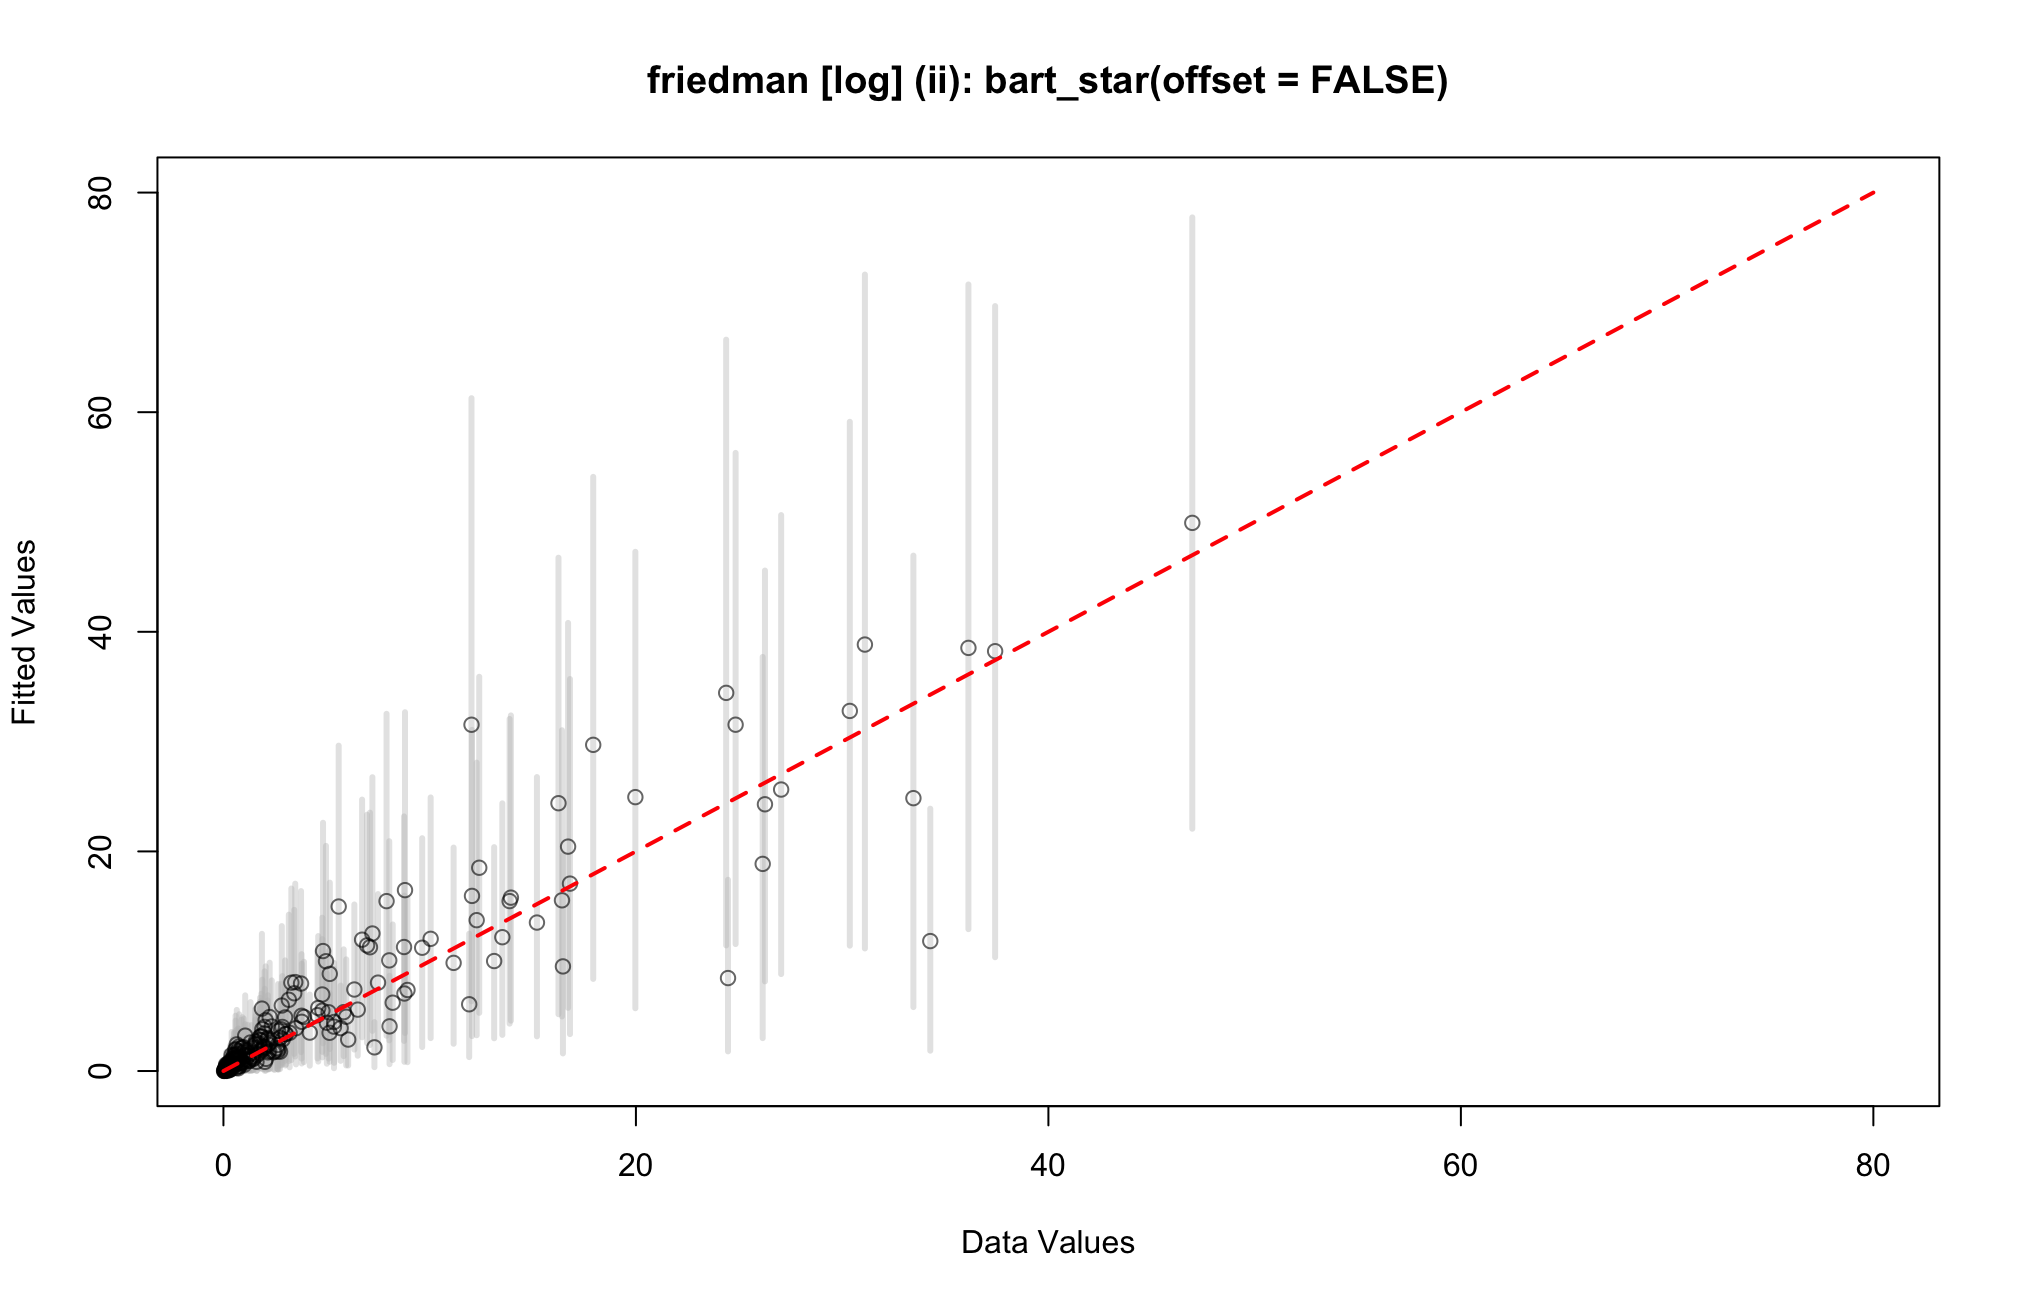 friedman [log] (ii): bart_star(offset = FALSE)
Fitted Values
80
60
40
20
0
0 20 40 60 80
Data Values